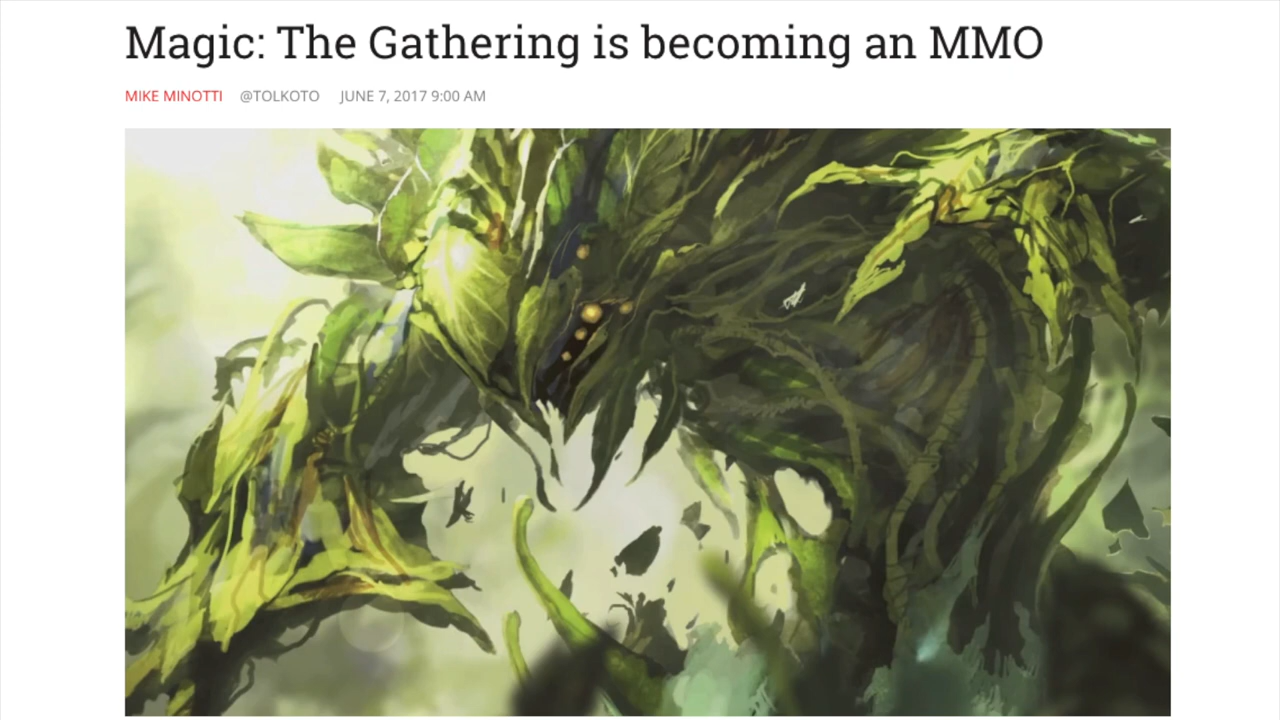 Magic: The Gathering is becoming an MMO
MIKE MINOTTI @TOLKOTO JUNE 7, 2017 9:00 AM